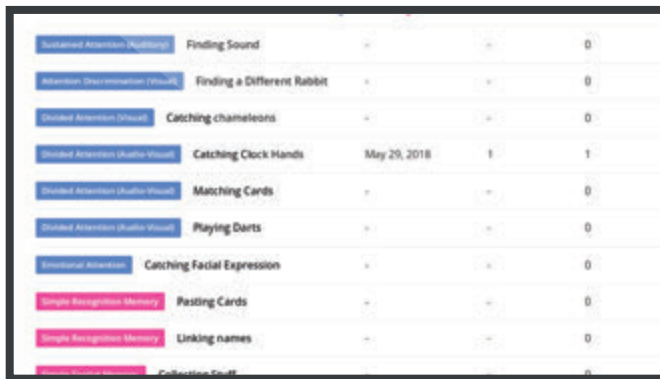 Sustained Attention (Auditory) Finding Sound - - 0
Attention Discrimination (Visual) Finding a Different Rabbit - - 0
Divided Attention (Visual) Catching chameleons - - 0
Divided Attention (Audio-Visual) Catching Clock Hands May 29, 2018 1 1
Divided Attention (Audio-Visual) Matching Cards - - 0
Divided Attention (Audio-Visual) Playing Darts - - 0
Emotional Attention Catching Facial Expression - - 0
Simple Recognition Memory Pasting Cards - - 0
Simple Recognition Memory Linking names - - 0
Collecting Stuff - - 0